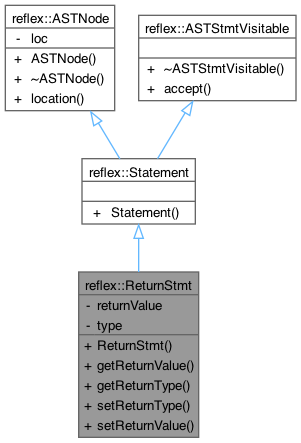 reflex::ASTNode
- loc
+ ASTNode()
+ ~ASTNode()
+ location()
reflex::ASTStmtVisitable
+ ~ASTStmtVisitable()
+ accept()
reflex::Statement
+ Statement()
reflex::ReturnStmt
- returnValue
- type
+ ReturnStmt()
+ getReturnValue()
+ getReturnType()
+ setReturnType()
+ setReturnValue()